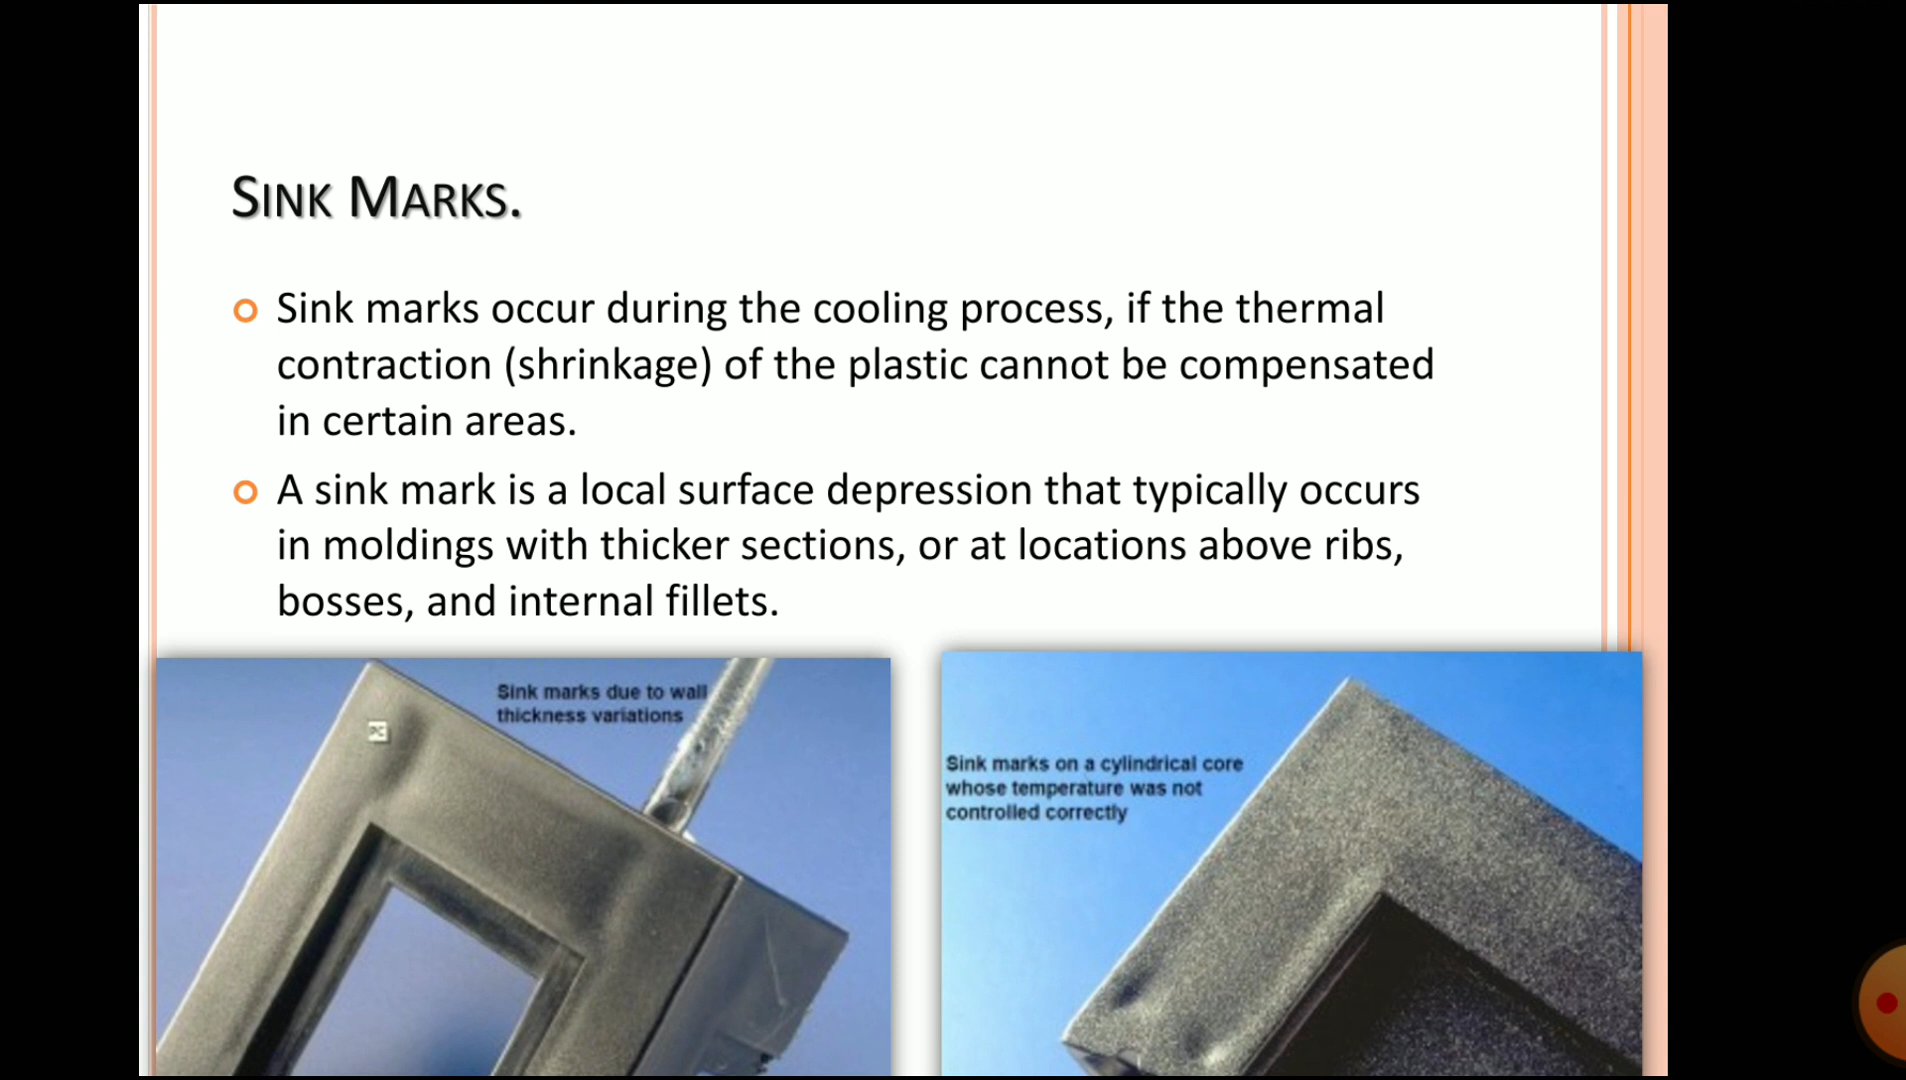 SINK MARKS.
Sink marks occur during the cooling process, if the thermal
contraction (shrinkage) of the plastic cannot be compensated
in certain areas.
A sink mark is a local surface depression that typically occurs
in moldings with thicker sections, or at locations above ribs,
bosses, and internal fillets.
Sink marks due to wall
thickness variations
PC
Sink marks on a cylindrical core
whose temperature was not
controlled correctly